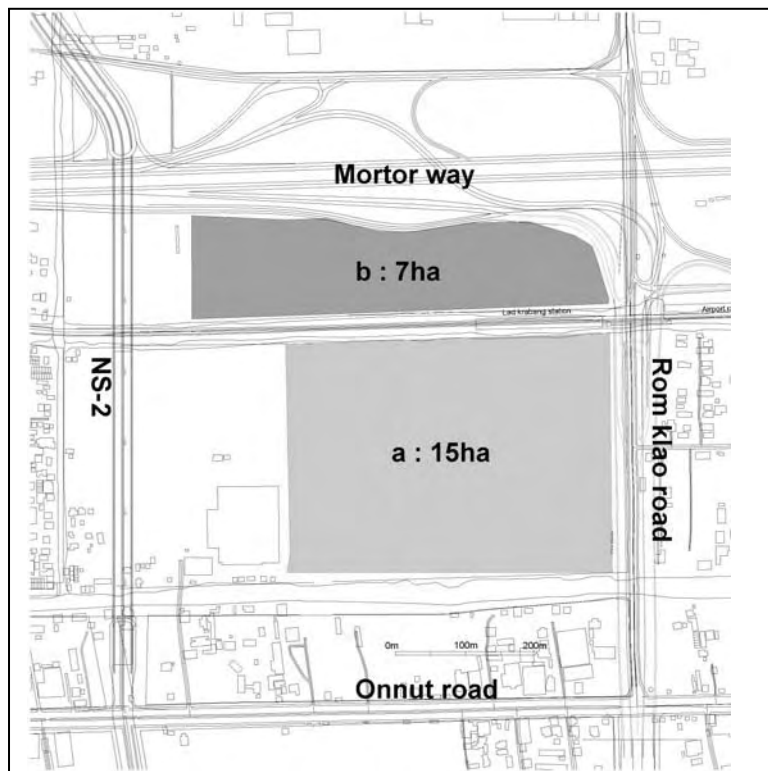 Mortor way
b : 7ha
Lad krabang station
NS-2
Rom klao road
a : 15ha
0m 100m 200m
Onnut road